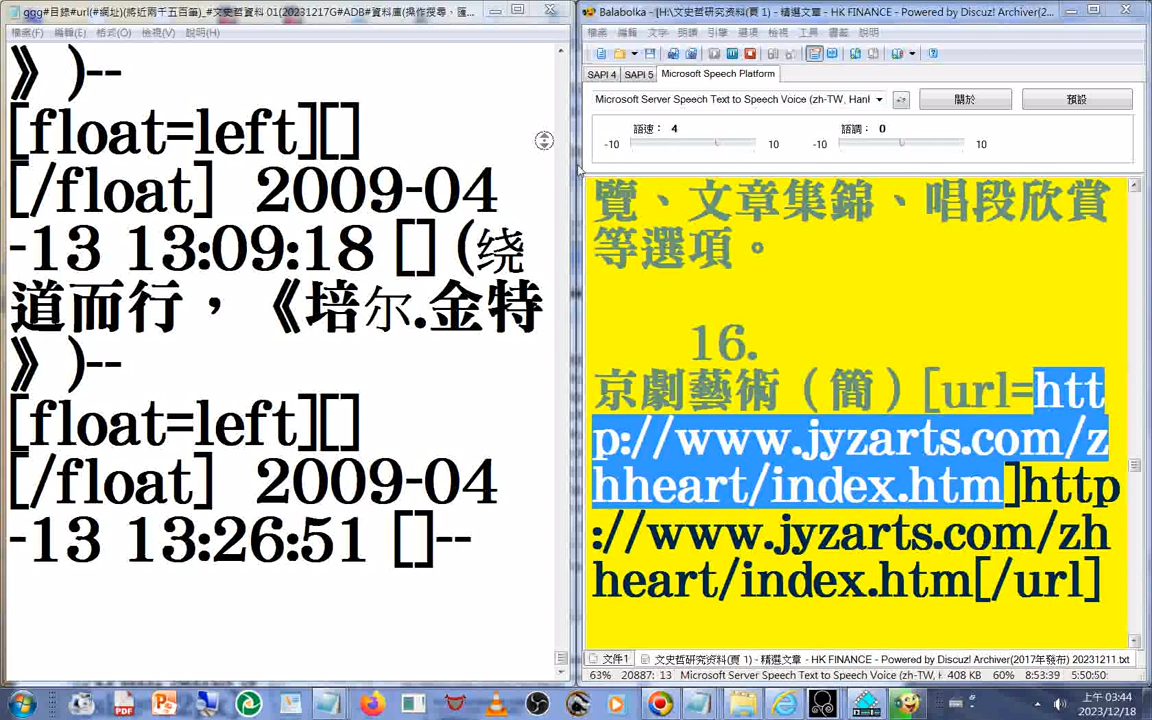 ggg#目錄#url(#網址)(將近兩千五百筆)_#文史哲資料 01(20231217G#ADB#資料庫(操作搜尋、匯...
檔案(F) 編輯(E) 格式(O) 檢視(V) 說明(H)
》)--
[float=left][]
[/float] 2009-04
-13 13:09:18 [] (绕
道而行，《培尔.金特
》)--
[float=left][]
[/float] 2009-04
-13 13:26:51 []--
Balabolka - [H:\文史哲研究资料(頁 1) - 精選文章 - HK FINANCE - Powered by Discuz! Archiver(2...
檔案 編輯 文字 朗讀 引擎 選項 檢視 工具 書籤 說明
SAPI 4 SAPI 5 Microsoft Speech Platform
Microsoft Server Speech Text to Speech Voice (zh-TW, Hanl
關於 預設
語速： 4 語調： 0
-10 10 -10 10
覽、文章集錦、唱段欣賞
等選項。
16.
京劇藝術（簡）[url=htt
p://www.jyzarts.com/z
hheart/index.htm]http
://www.jyzarts.com/zh
heart/index.htm[/url]
文件1 文史哲研究资料(頁 1) - 精選文章 - HK FINANCE - Powered by Discuz! Archiver(2017年發布) 20231211.txt
63% 20887: 13 Microsoft Server Speech Text to Speech Voice (zh-TW, 408 KB 60% 8:53:39 5:50:50
上午 03:44
2023/12/18